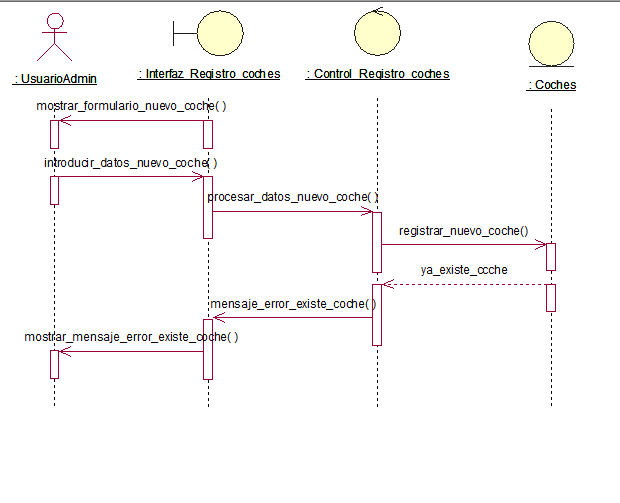 : UsuarioAdmin
: Interfaz_Registro_coches
: Control_Registro_coches
: Coches
mostrar_formulario_nuevo_coche( )
introducir_datos_nuevo_coche( )
procesar_datos_nuevo_coche( )
registrar_nuevo_coche()
ya_existe_ccche
mensaje_error_existe_coche( )
mostrar_mensaje_error_existe_coche( )